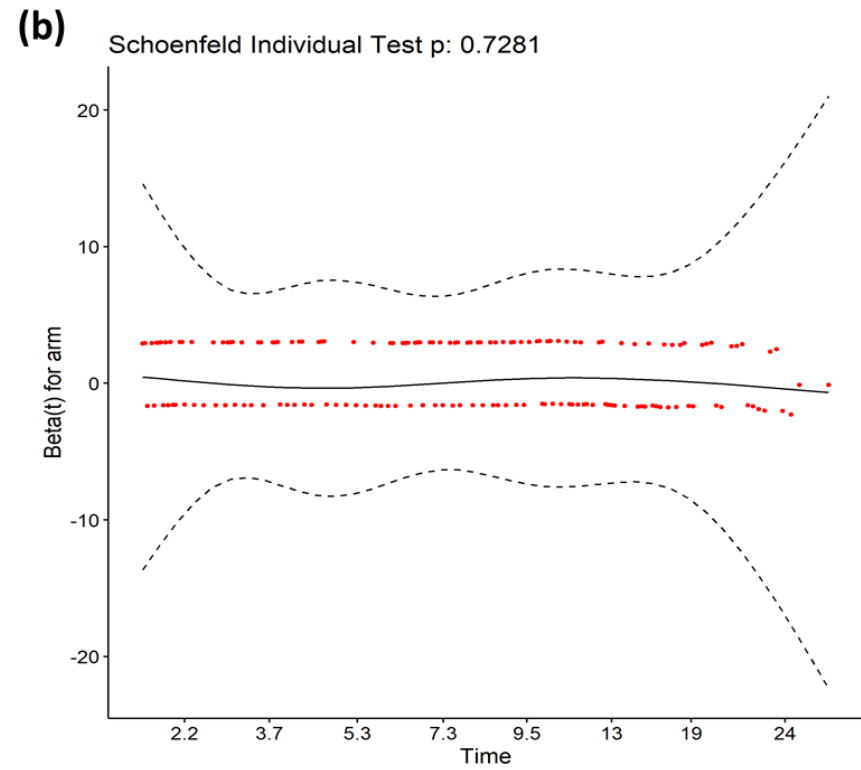 (b)
Schoenfeld Individual Test p: 0.7281
20
10
0
-10
-20
Beta(t) for arm
2.2 3.7 5.3 7.3 9.5 13 19 24
Time